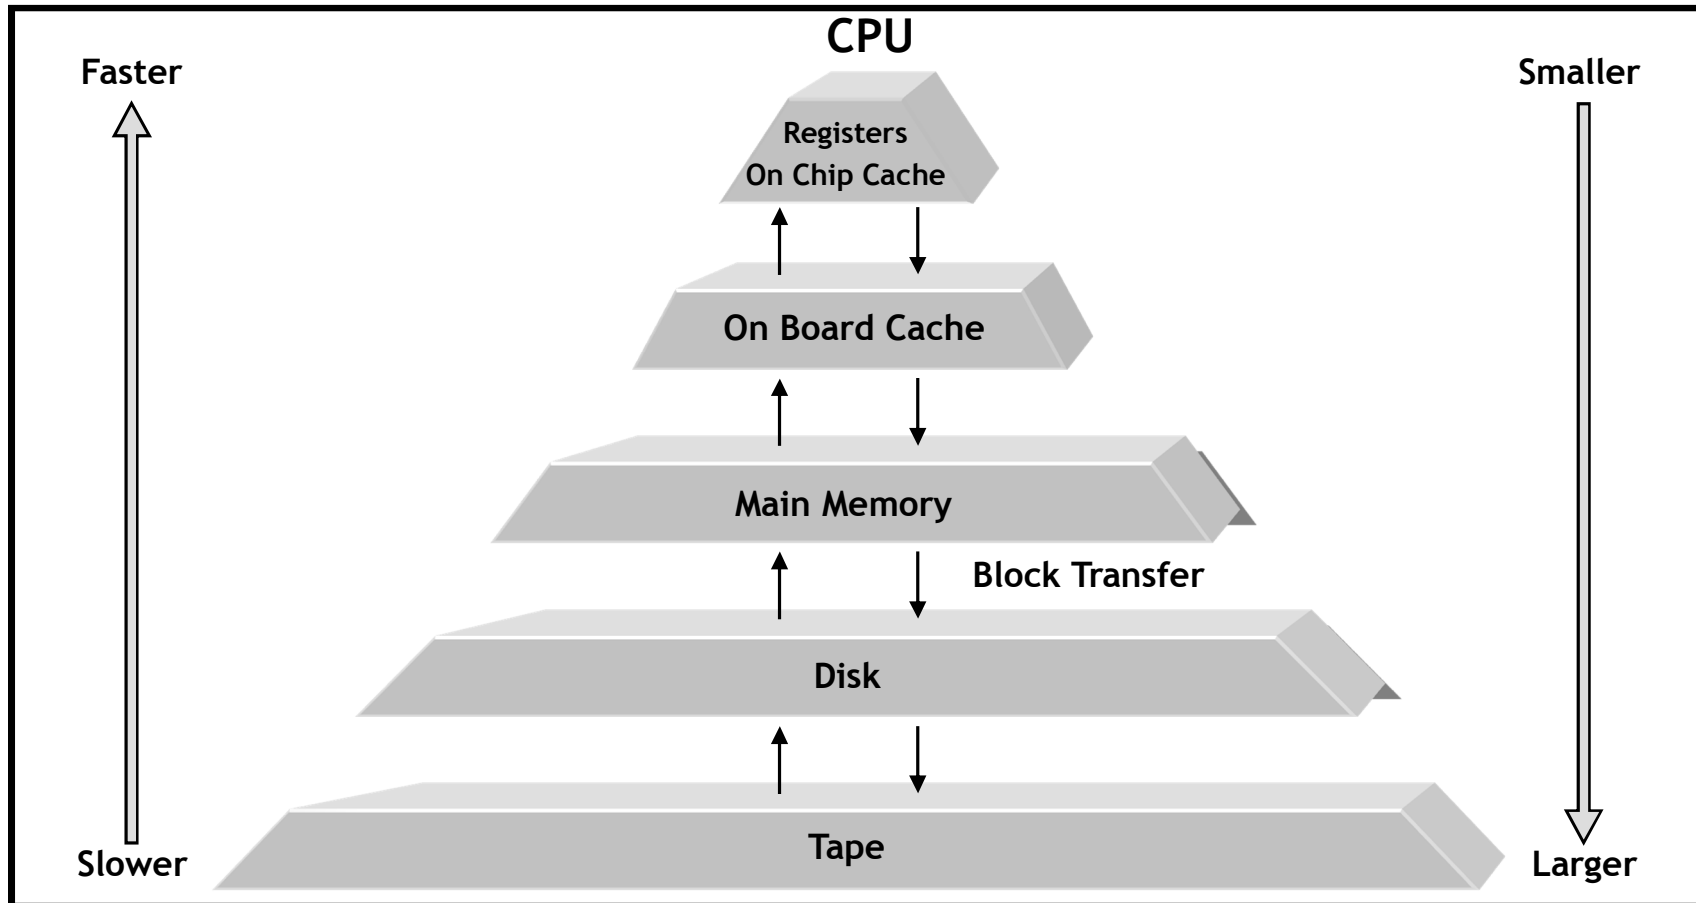 CPU
Faster
Smaller
Registers
On Chip Cache
On Board Cache
Main Memory
Block Transfer
Disk
Tape
Slower
Larger